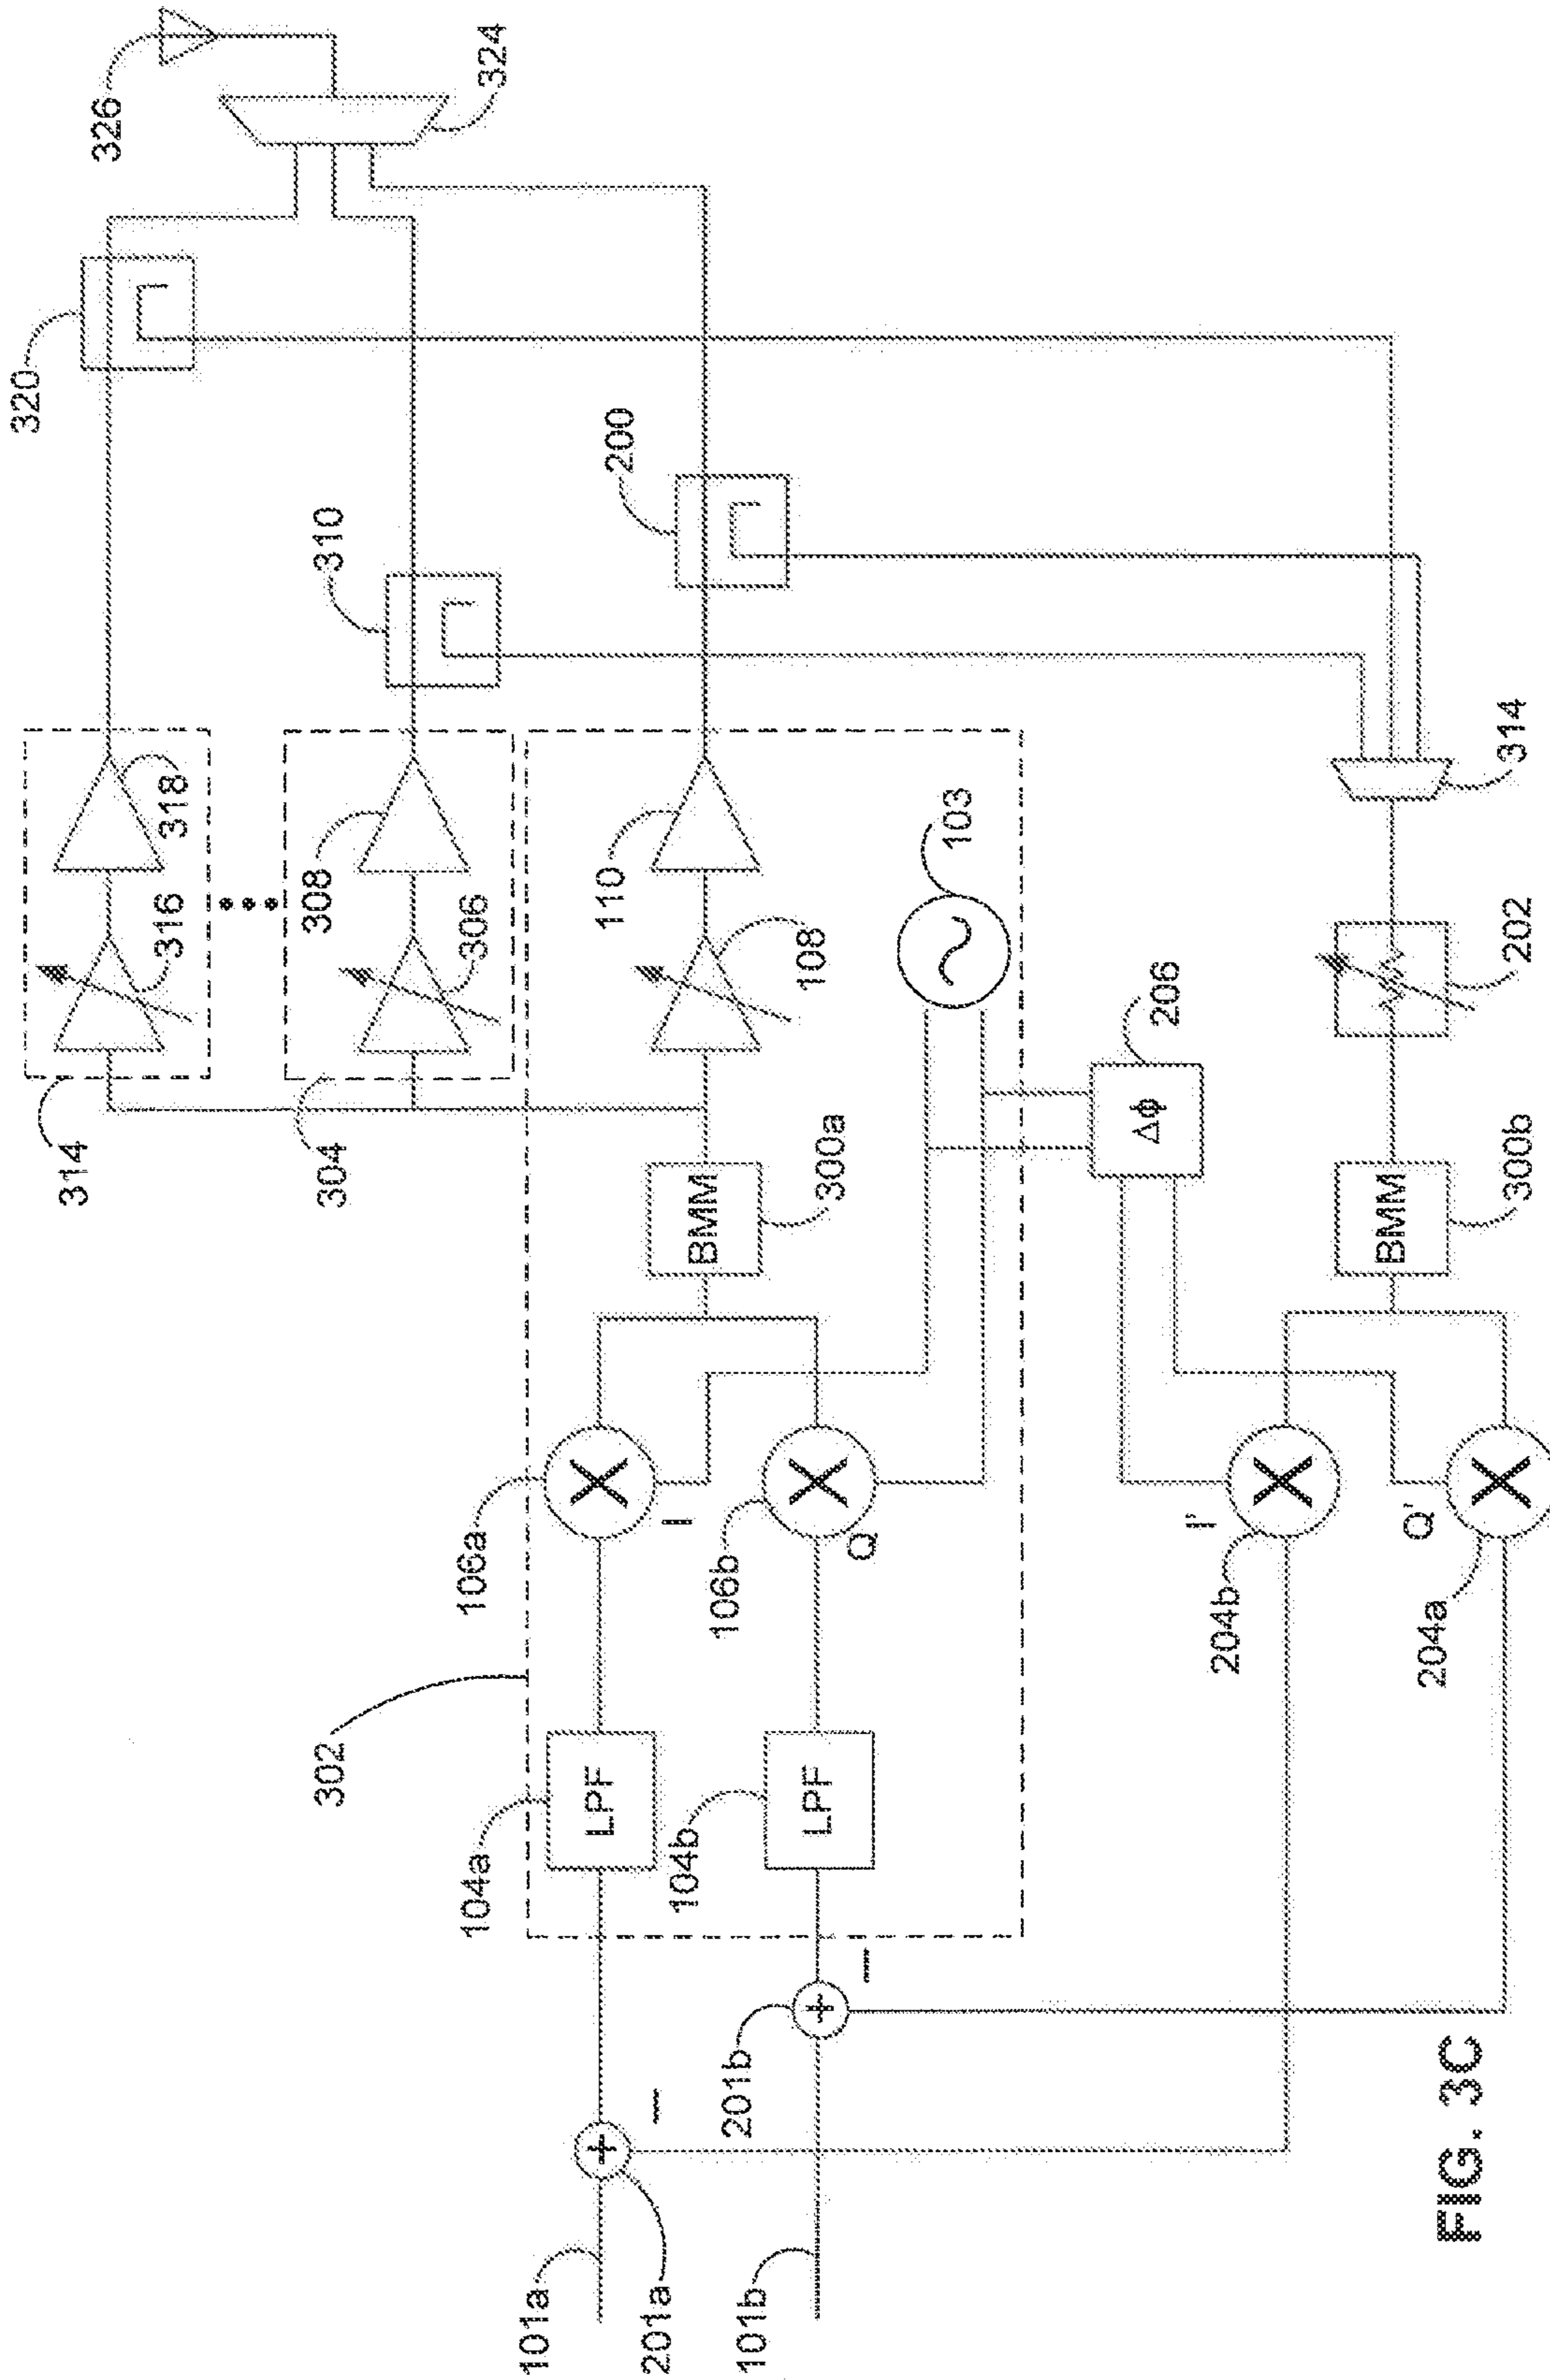 326
324
320
310
200
314
316
318
304
308
306
110
108
103
302
104a
LPF
106a
I
BMM
300a
104b
LPF
106b
Q
206
Δϕ
101a
201a
+
−
101b
201b
+
−
X
X
I'
204b
X
Q'
204a
X
BMM
300b
202
314
FIG. 3C